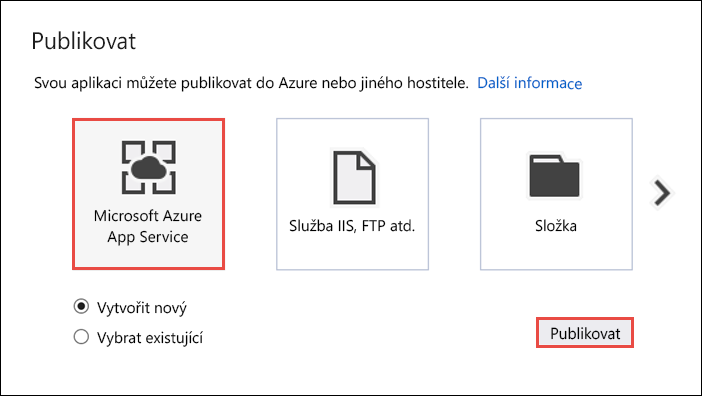 Publikovat
Svou aplikaci můžete publikovat do Azure nebo jiného hostitele. Další informace
Microsoft Azure
App Service
Služba IIS, FTP atd.
Složka
Vytvořit nový
Vybrat existující
Publikovat